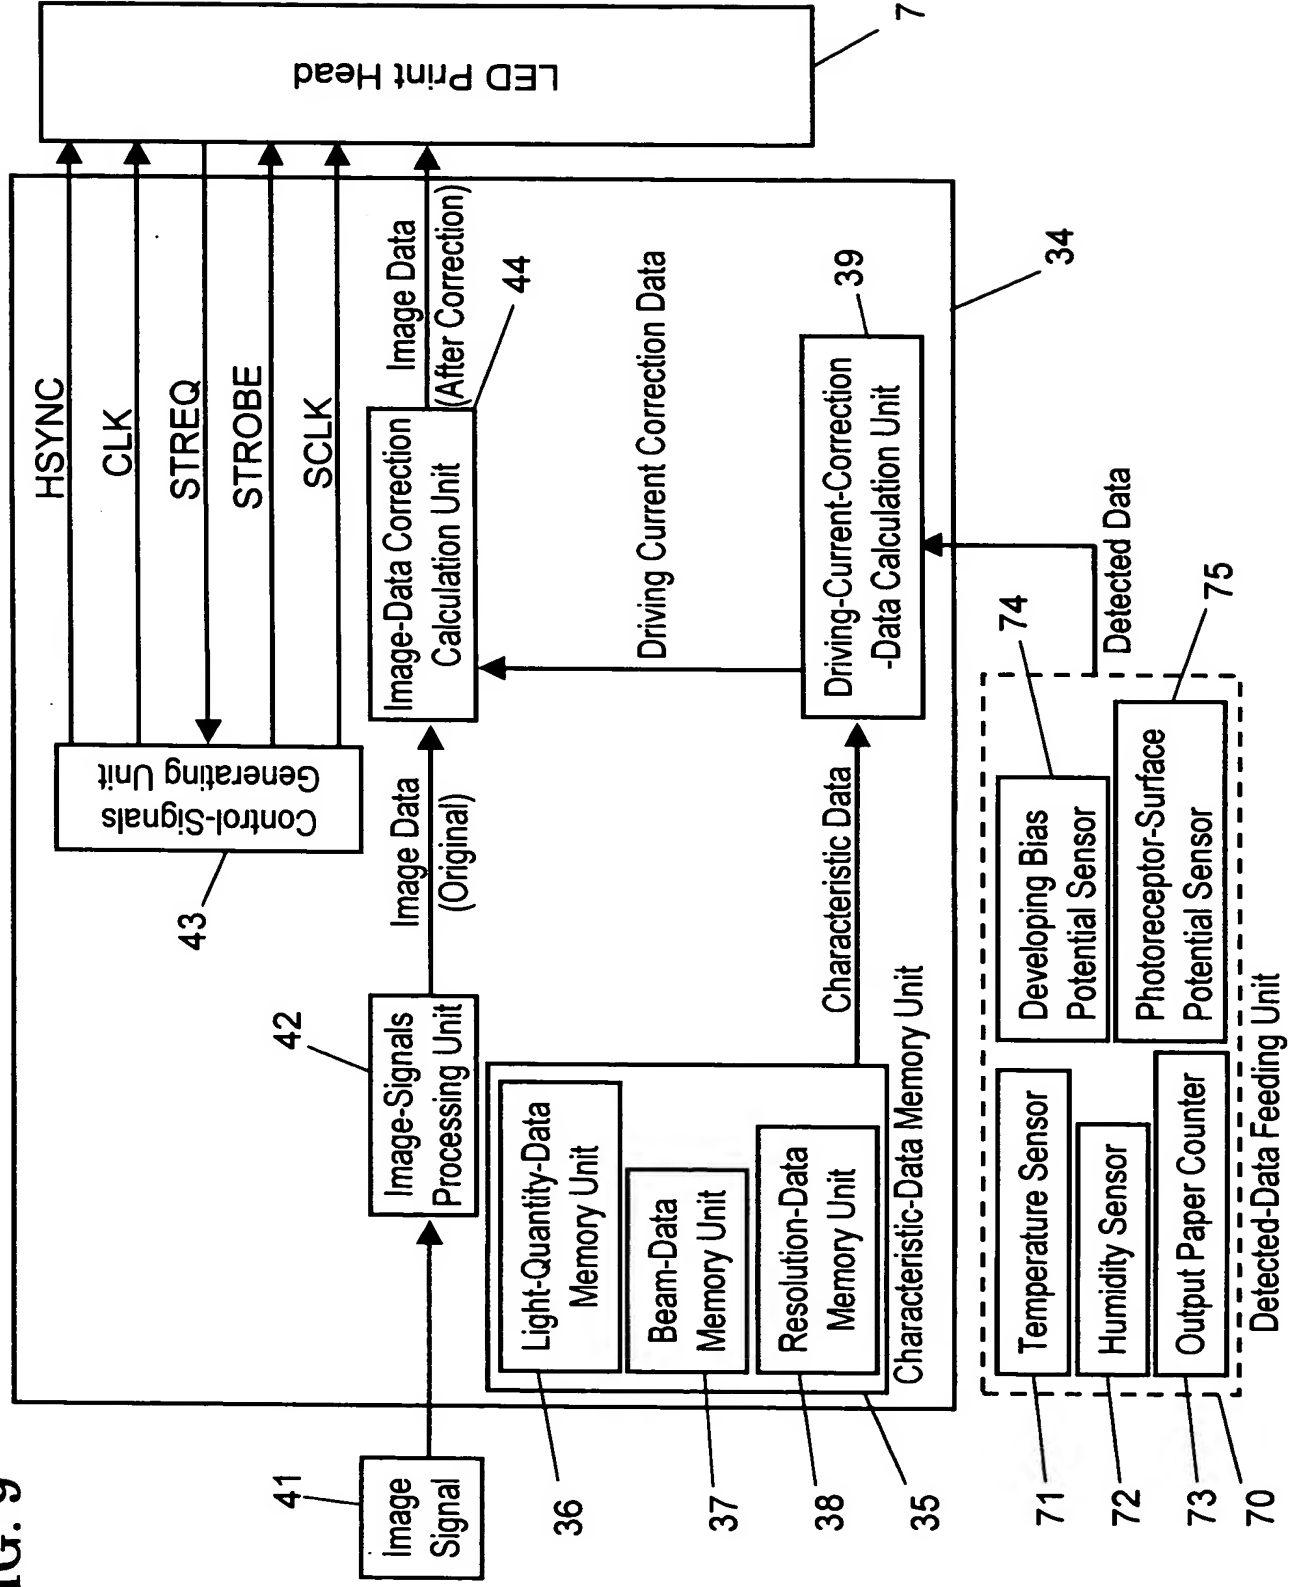 FIG. 9
41
Image
Signal
42
Image-Signals
Processing Unit
Image Data
(Original)
43
Control-Signals
Generating Unit
HSYNC
CLK
STREQ
STROBE
SCLK
Image-Data Correction
Calculation Unit
44
Image Data
(After Correction)
LED Print Head
7
36
Light-Quantity-Data
Memory Unit
37
Beam-Data
Memory Unit
38
Resolution-Data
Memory Unit
35
Characteristic-Data Memory Unit
Characteristic Data
Driving Current Correction Data
Driving-Current-Correction
-Data Calculation Unit
39
34
Detected Data
71
Temperature Sensor
72
Humidity Sensor
73
Output Paper Counter
70
Developing Bias
Potential Sensor
74
Photoreceptor-Surface
Potential Sensor
75
Detected-Data Feeding Unit